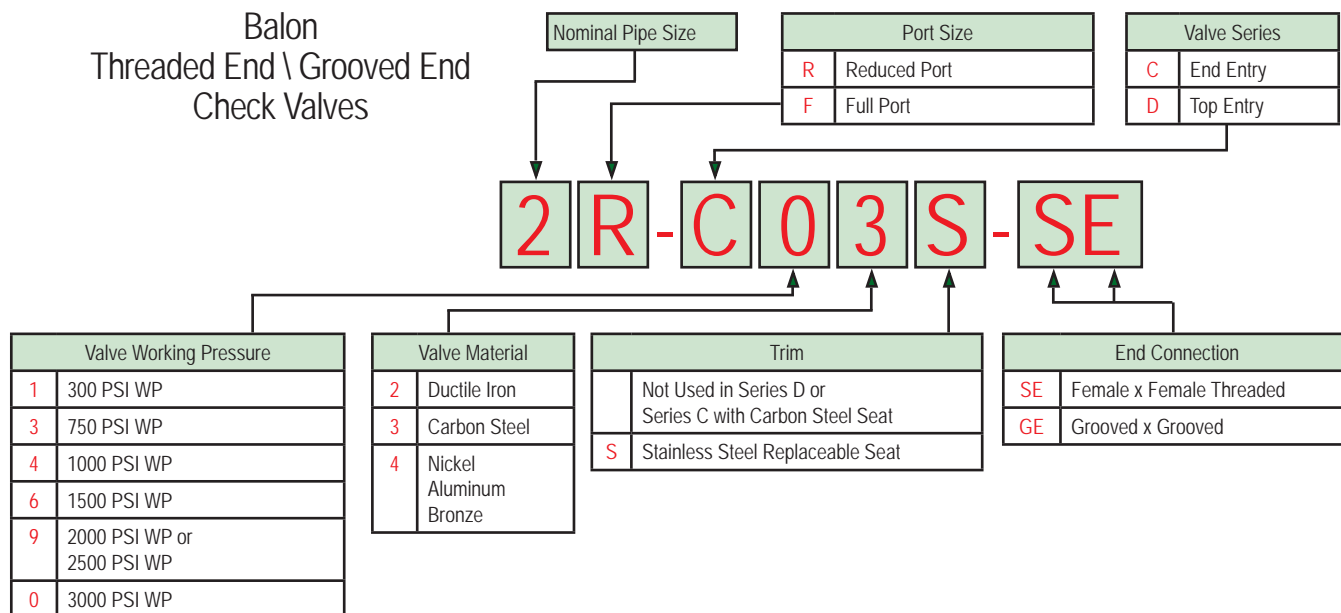 Balon
Threaded End \ Grooved End
Check Valves
Nominal Pipe Size
Port Size
R Reduced Port
F Full Port
Valve Series
C End Entry
D Top Entry
2 R - C 0 3 S - SE
Valve Working Pressure
1 300 PSI WP
3 750 PSI WP
4 1000 PSI WP
6 1500 PSI WP
9 2000 PSI WP or
2500 PSI WP
0 3000 PSI WP
Valve Material
2 Ductile Iron
3 Carbon Steel
4 Nickel
Aluminum
Bronze
Trim
Not Used in Series D or
Series C with Carbon Steel Seat
S Stainless Steel Replaceable Seat
End Connection
SE Female x Female Threaded
GE Grooved x Grooved